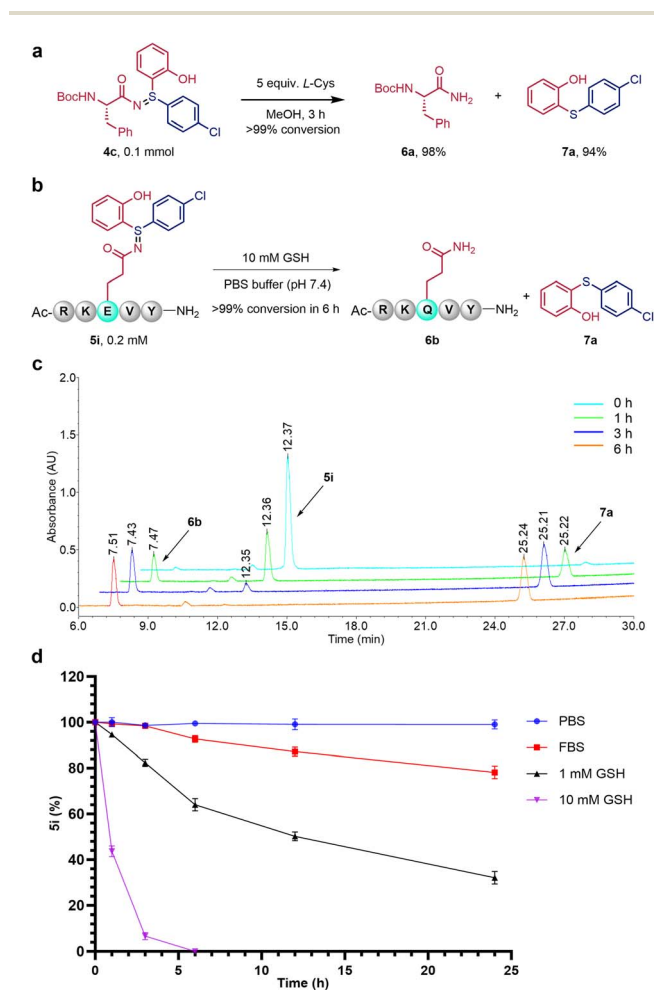 a
OH
O
BocHN
N
S
Ph
Cl
4c, 0.1 mmol
5 equiv. L-Cys
MeOH, 3 h
>99% conversion
O
BocHN
NH2
Ph
6a, 98%
+
OH
Cl
S
7a, 94%
b
OH
Cl
S
O
N
Ac-R K E V Y-NH2
5i, 0.2 mM
10 mM GSH
PBS buffer (pH 7.4)
>99% conversion in 6 h
O
NH2
Ac-R K Q V Y-NH2
6b
+
S
OH
Cl
7a
c
Absorbance (AU)
2.0
1.5
1.0
0.5
0.0
7.51
7.43
7.47
6b
12.35
12.36
12.37
5i
25.24
25.21
25.22
7a
0 h
1 h
3 h
6 h
6.0 9.0 12.0 15.0 18.0 21.0 24.0 27.0 30.0
Time (min)
d
5i (%)
120
100
80
60
40
20
0
0 5 10 15 20 25
Time (h)
PBS
FBS
1 mM GSH
10 mM GSH